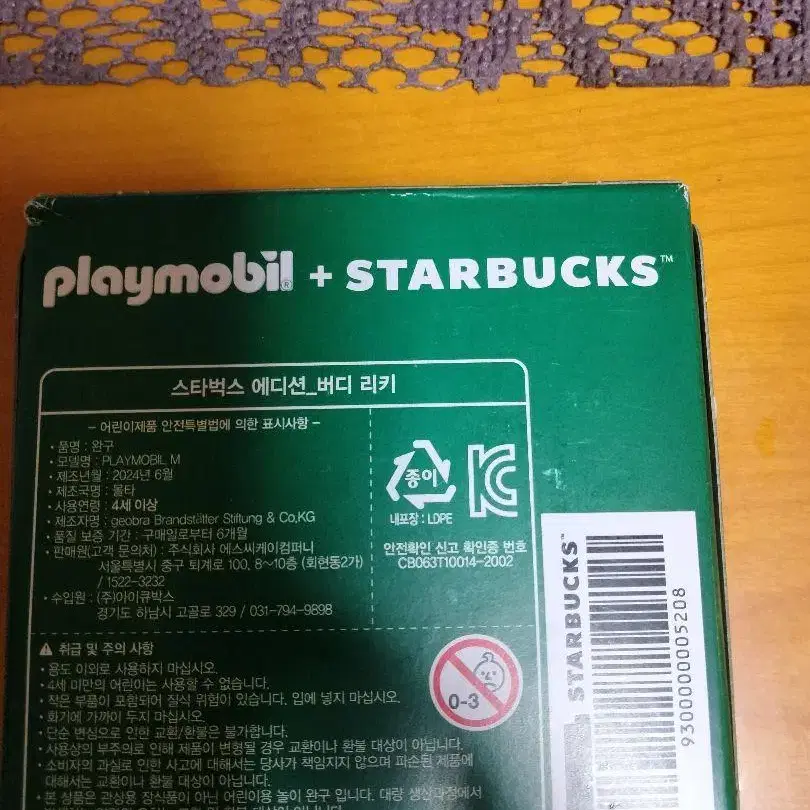 playmobil® + STARBUCKS™
스타벅스 에디션_버디 리키
- 어린이제품 안전특별법에 의한 표시사항 -
• 품명 : 완구
• 모델명 : PLAYMOBIL M
• 제조년월 : 2024년 6월
• 제조국명 : 몰타
• 사용연령 : 4세 이상
• 제조자명 : geobra Brandstätter Stiftung & Co,KG
• 품질 보증 기간 : 구매일로부터 6개월
• 판매원(고객 문의처) : 주식회사 에스씨케이컴퍼니
서울특별시 중구 퇴계로 100, 8~10층 (회현동2가)
/ 1522-3232
• 수입원 : (주)아이큐박스
경기도 하남시 고골로 329 / 031-794-9898
종이
내포장 : LDPE
안전확인 신고 확인증 번호
CB063T10014-2002
⚠ 취급 및 주의 사항
• 용도 이외로 사용하지 마십시오.
• 4세 미만의 어린이는 사용할 수 없습니다.
• 작은 부품이 포함되어 질식 위험이 있습니다. 입에 넣지 마십시오.
• 화기에 가까이 두지 마십시오
• 단순 변심으로 인한 교환/환불은 불가합니다.
• 사용상의 부주의로 인해 제품이 변형될 경우 교환이나 환불 대상이 아닙니다.
• 소비자의 과실로 인한 사고에 대해서는 당사가 책임지지 않으며 파손된 제품에
대해서는 교환이나 환불 대상이 아닙니다.
• 본 상품은 관상용 장식품이 아닌 어린이용 놀이 완구 입니다. 대량 생산과정에서
0-3
STARBUCKS™
9300000005208